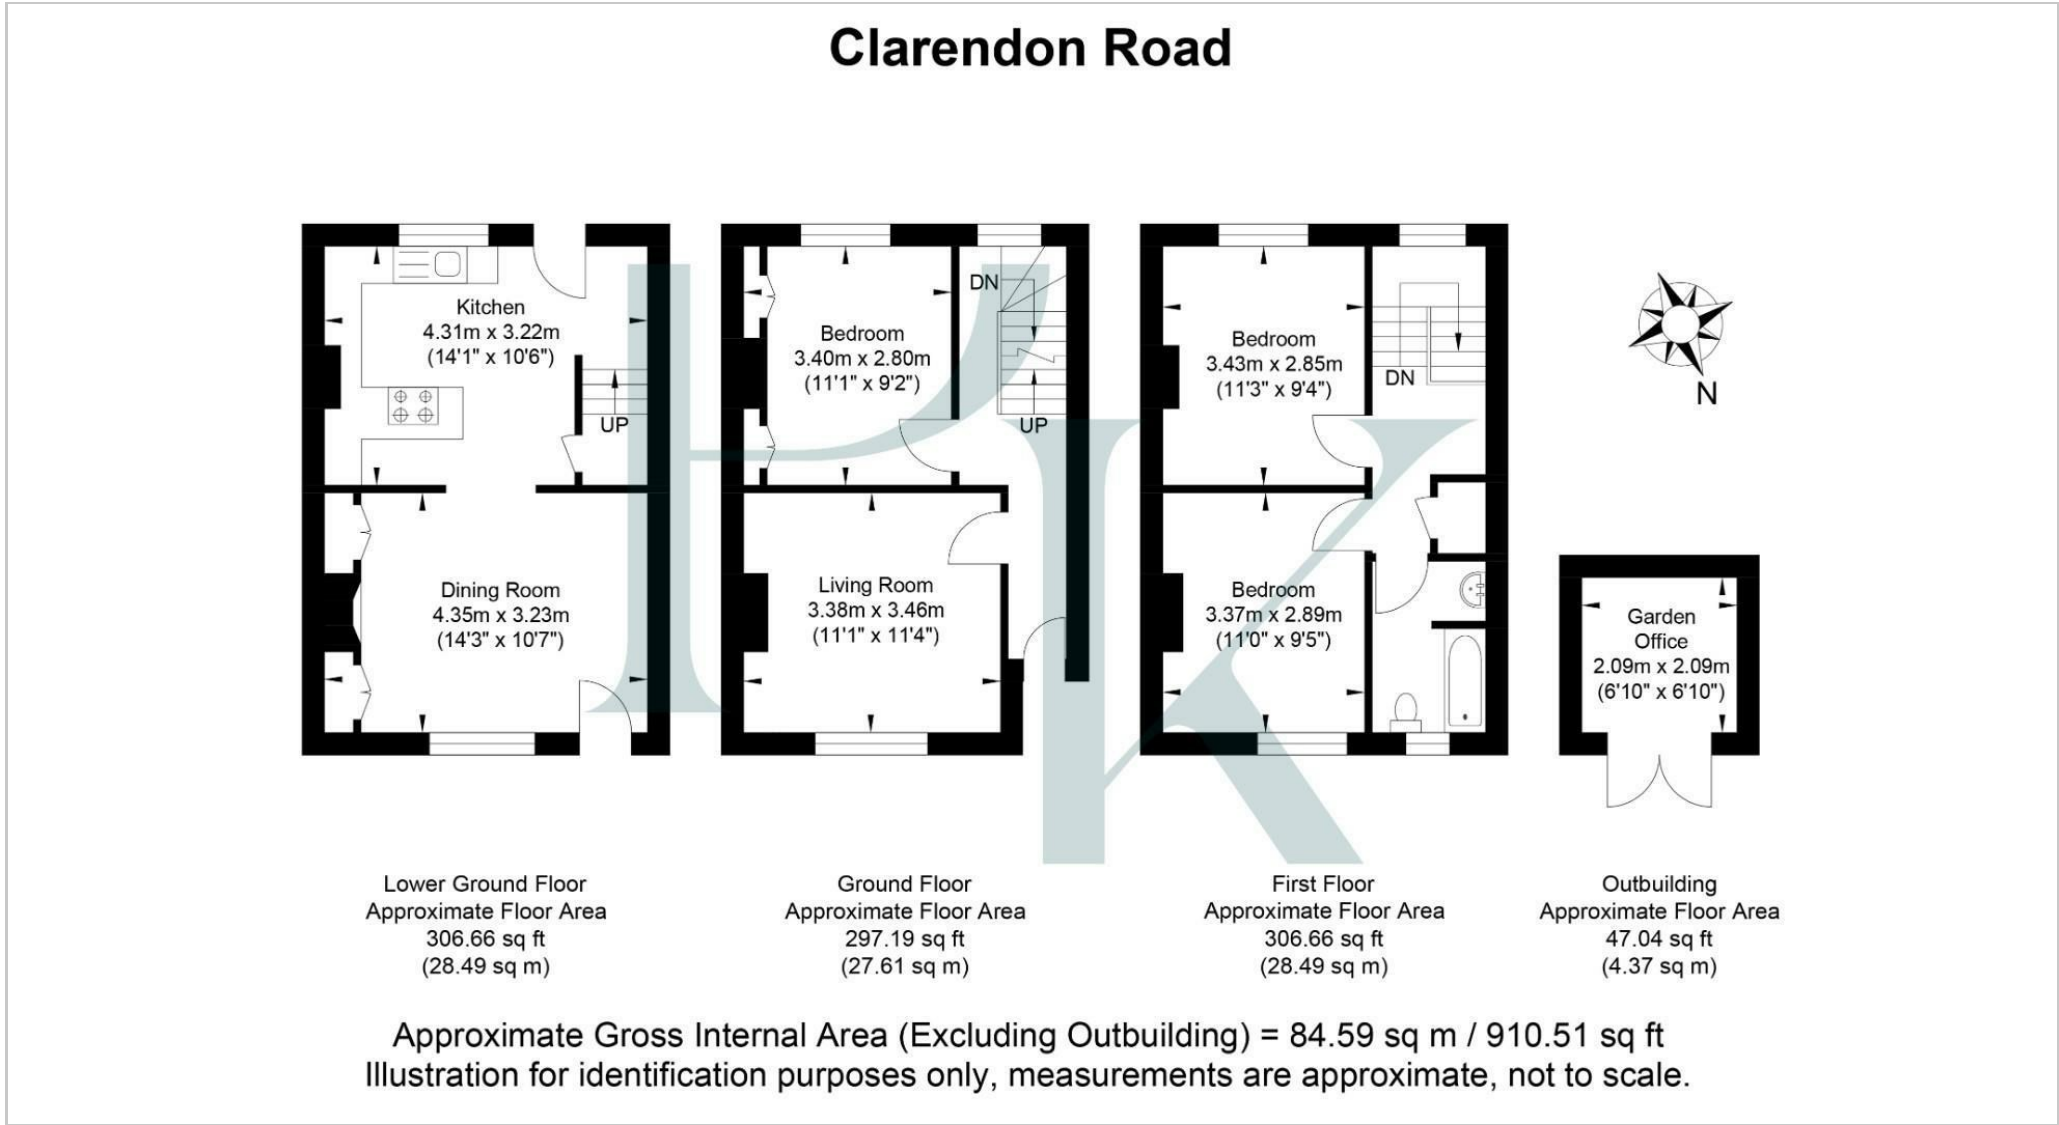 Clarendon Road
Kitchen
4.31m x 3.22m
(14'1" x 10'6")
UP
Dining Room
4.35m x 3.23m
(14'3" x 10'7")
DN
Bedroom
3.40m x 2.80m
(11'1" x 9'2")
UP
Living Room
3.38m x 3.46m
(11'1" x 11'4")
Bedroom
3.43m x 2.85m
(11'3" x 9'4")
DN
Bedroom
3.37m x 2.89m
(11'0" x 9'5")
N
Garden
Office
2.09m x 2.09m
(6'10" x 6'10")
Lower Ground Floor
Approximate Floor Area
306.66 sq ft
(28.49 sq m)
Ground Floor
Approximate Floor Area
297.19 sq ft
(27.61 sq m)
First Floor
Approximate Floor Area
306.66 sq ft
(28.49 sq m)
Outbuilding
Approximate Floor Area
47.04 sq ft
(4.37 sq m)
Approximate Gross Internal Area (Excluding Outbuilding) = 84.59 sq m / 910.51 sq ft
Illustration for identification purposes only, measurements are approximate, not to scale.